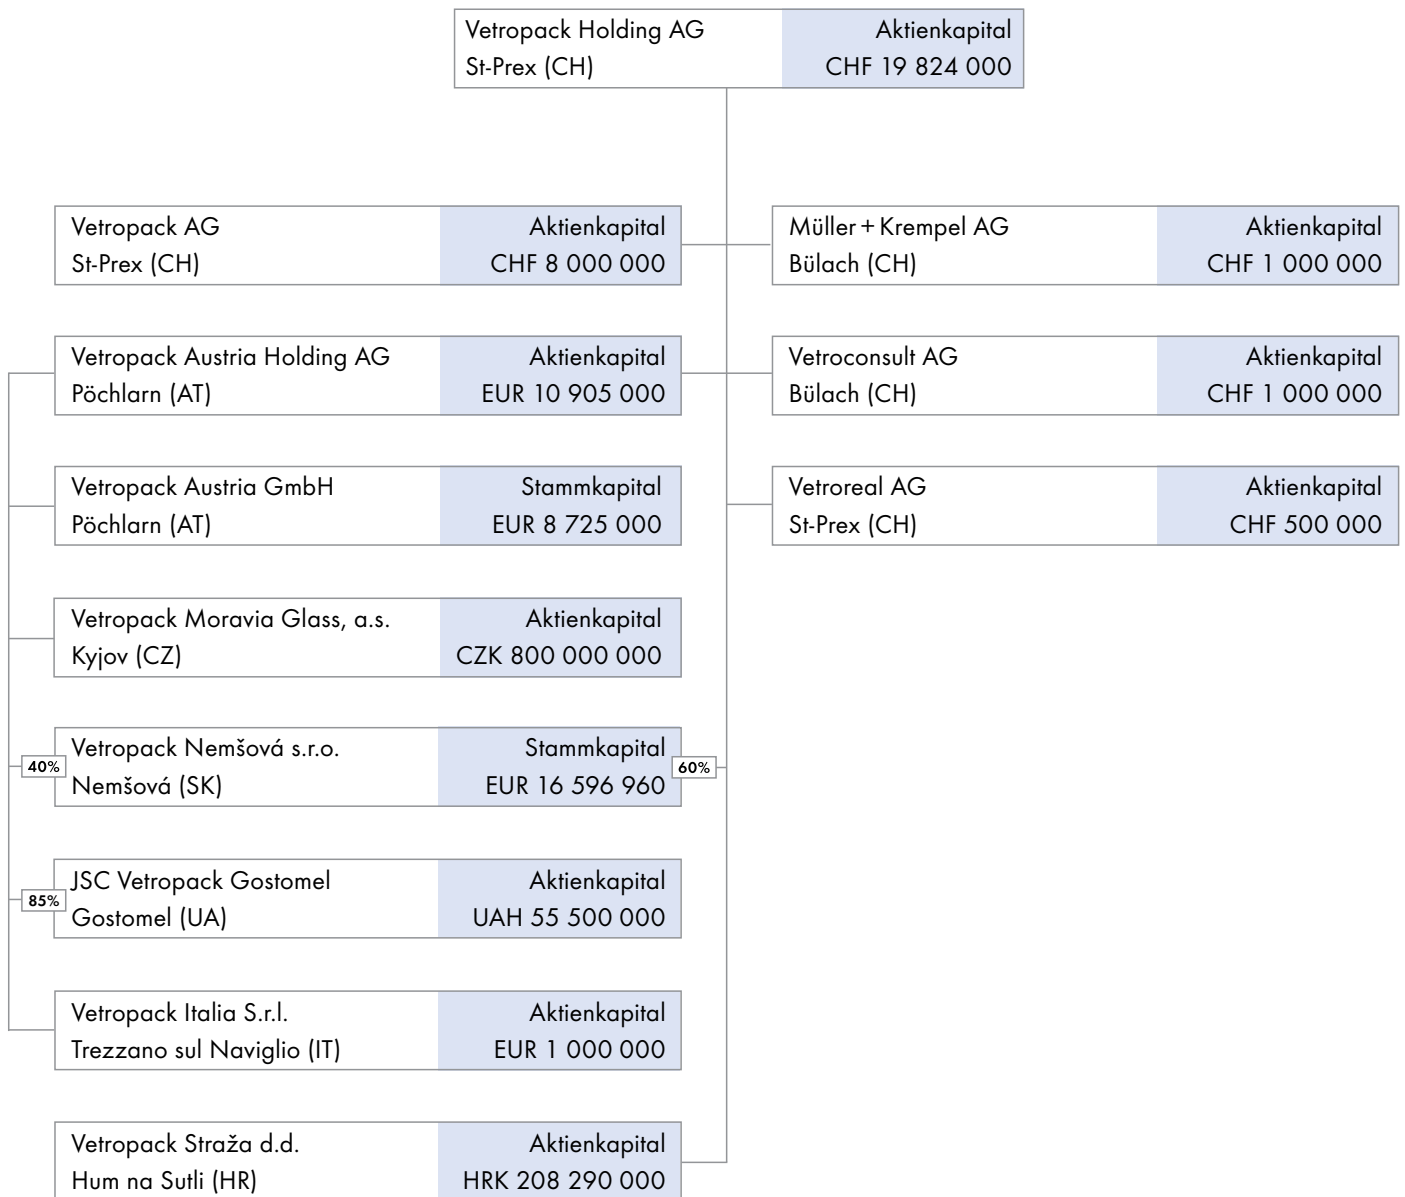 Vetropack Holding AG
Aktienkapital
St-Prex (CH)
CHF 19 824 000
Vetropack AG
Aktienkapital
St-Prex (CH)
CHF 8 000 000
Müller + Krempel AG
Aktienkapital
Bülach (CH)
CHF 1 000 000
Vetropack Austria Holding AG
Aktienkapital
Pöchlarn (AT)
EUR 10 905 000
Vetroconsult AG
Aktienkapital
Bülach (CH)
CHF 1 000 000
Vetropack Austria GmbH
Stammkapital
Pöchlarn (AT)
EUR 8 725 000
Vetroreal AG
Aktienkapital
St-Prex (CH)
CHF 500 000
Vetropack Moravia Glass, a.s.
Aktienkapital
Kyjov (CZ)
CZK 800 000 000
40%
Vetropack Nemšová s.r.o.
Stammkapital
Nemšová (SK)
EUR 16 596 960
60%
85%
JSC Vetropack Gostomel
Aktienkapital
Gostomel (UA)
UAH 55 500 000
Vetropack Italia S.r.l.
Aktienkapital
Trezzano sul Naviglio (IT)
EUR 1 000 000
Vetropack Straža d.d.
Aktienkapital
Hum na Sutli (HR)
HRK 208 290 000